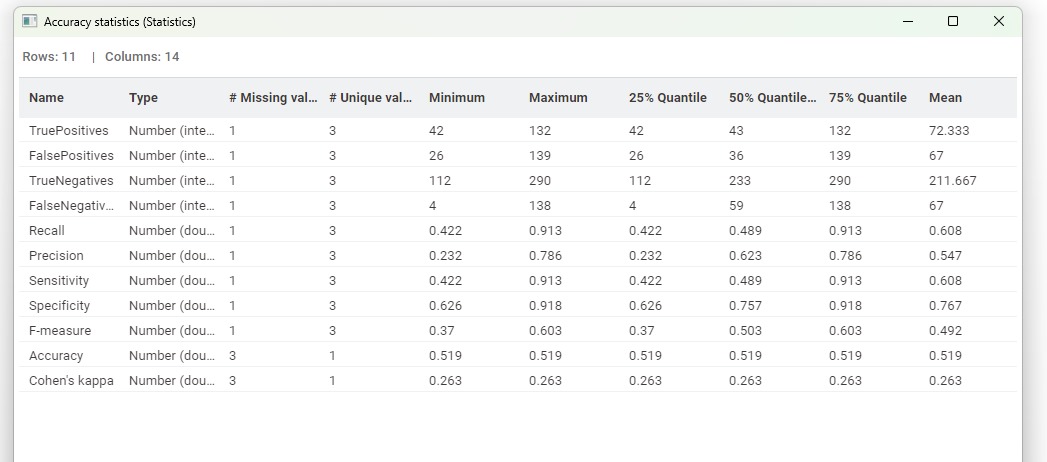 Accuracy statistics (Statistics)
Rows: 11 | Columns: 14
Name Type # Missing val... # Unique val... Minimum Maximum 25% Quantile 50% Quantile... 75% Quantile Mean
TruePositives Number (inte... 1 3 42 132 42 43 132 72.333
FalsePositives Number (inte... 1 3 26 139 26 36 139 67
TrueNegatives Number (inte... 1 3 112 290 112 233 290 211.667
FalseNegativ... Number (inte... 1 3 4 138 4 59 138 67
Recall Number (dou... 1 3 0.422 0.913 0.422 0.489 0.913 0.608
Precision Number (dou... 1 3 0.232 0.786 0.232 0.623 0.786 0.547
Sensitivity Number (dou... 1 3 0.422 0.913 0.422 0.489 0.913 0.608
Specificity Number (dou... 1 3 0.626 0.918 0.626 0.757 0.918 0.767
F-measure Number (dou... 1 3 0.37 0.603 0.37 0.503 0.603 0.492
Accuracy Number (dou... 3 1 0.519 0.519 0.519 0.519 0.519 0.519
Cohen's kappa Number (dou... 3 1 0.263 0.263 0.263 0.263 0.263 0.263